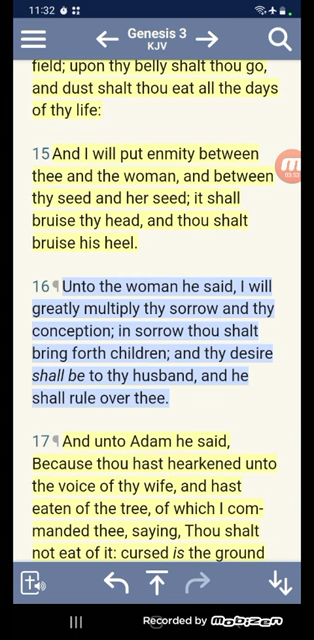 11:32
Genesis 3
KJV
field; upon thy belly shalt thou go,
and dust shalt thou eat all the days
of thy life:
15 And I will put enmity between
thee and the woman, and between
thy seed and her seed; it shall
bruise thy head, and thou shalt
bruise his heel.
16 ¶ Unto the woman he said, I will
greatly multiply thy sorrow and thy
conception; in sorrow thou shalt
bring forth children; and thy desire
shall be to thy husband, and he
shall rule over thee.
17 ¶ And unto Adam he said,
Because thou hast hearkened unto
the voice of thy wife, and hast
eaten of the tree, of which I com-
manded thee, saying, Thou shalt
not eat of it: cursed is the ground
Recorded by mobizen